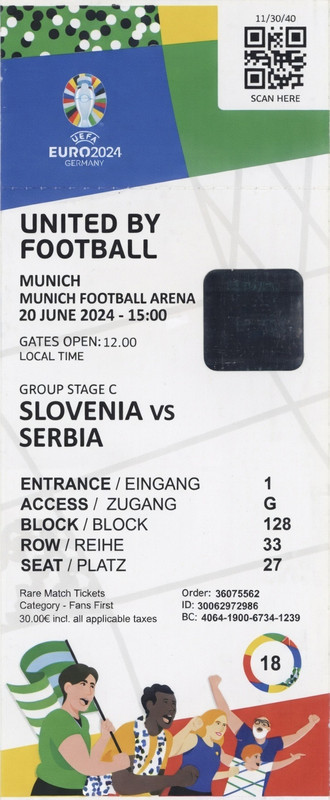 11/30/40
SCAN HERE
UEFA
EURO2024
GERMANY
UNITED BY
FOOTBALL
MUNICH
MUNICH FOOTBALL ARENA
20 JUNE 2024 - 15:00
GATES OPEN: 12.00
LOCAL TIME
GROUP STAGE C
SLOVENIA vs
SERBIA
ENTRANCE / EINGANG 1
ACCESS / ZUGANG G
BLOCK / BLOCK 128
ROW / REIHE 33
SEAT / PLATZ 27
Rare Match Tickets Order: 36075562
Category - Fans First ID: 30062972986
30.00€ incl. all applicable taxes BC: 4064-1900-6734-1239
18